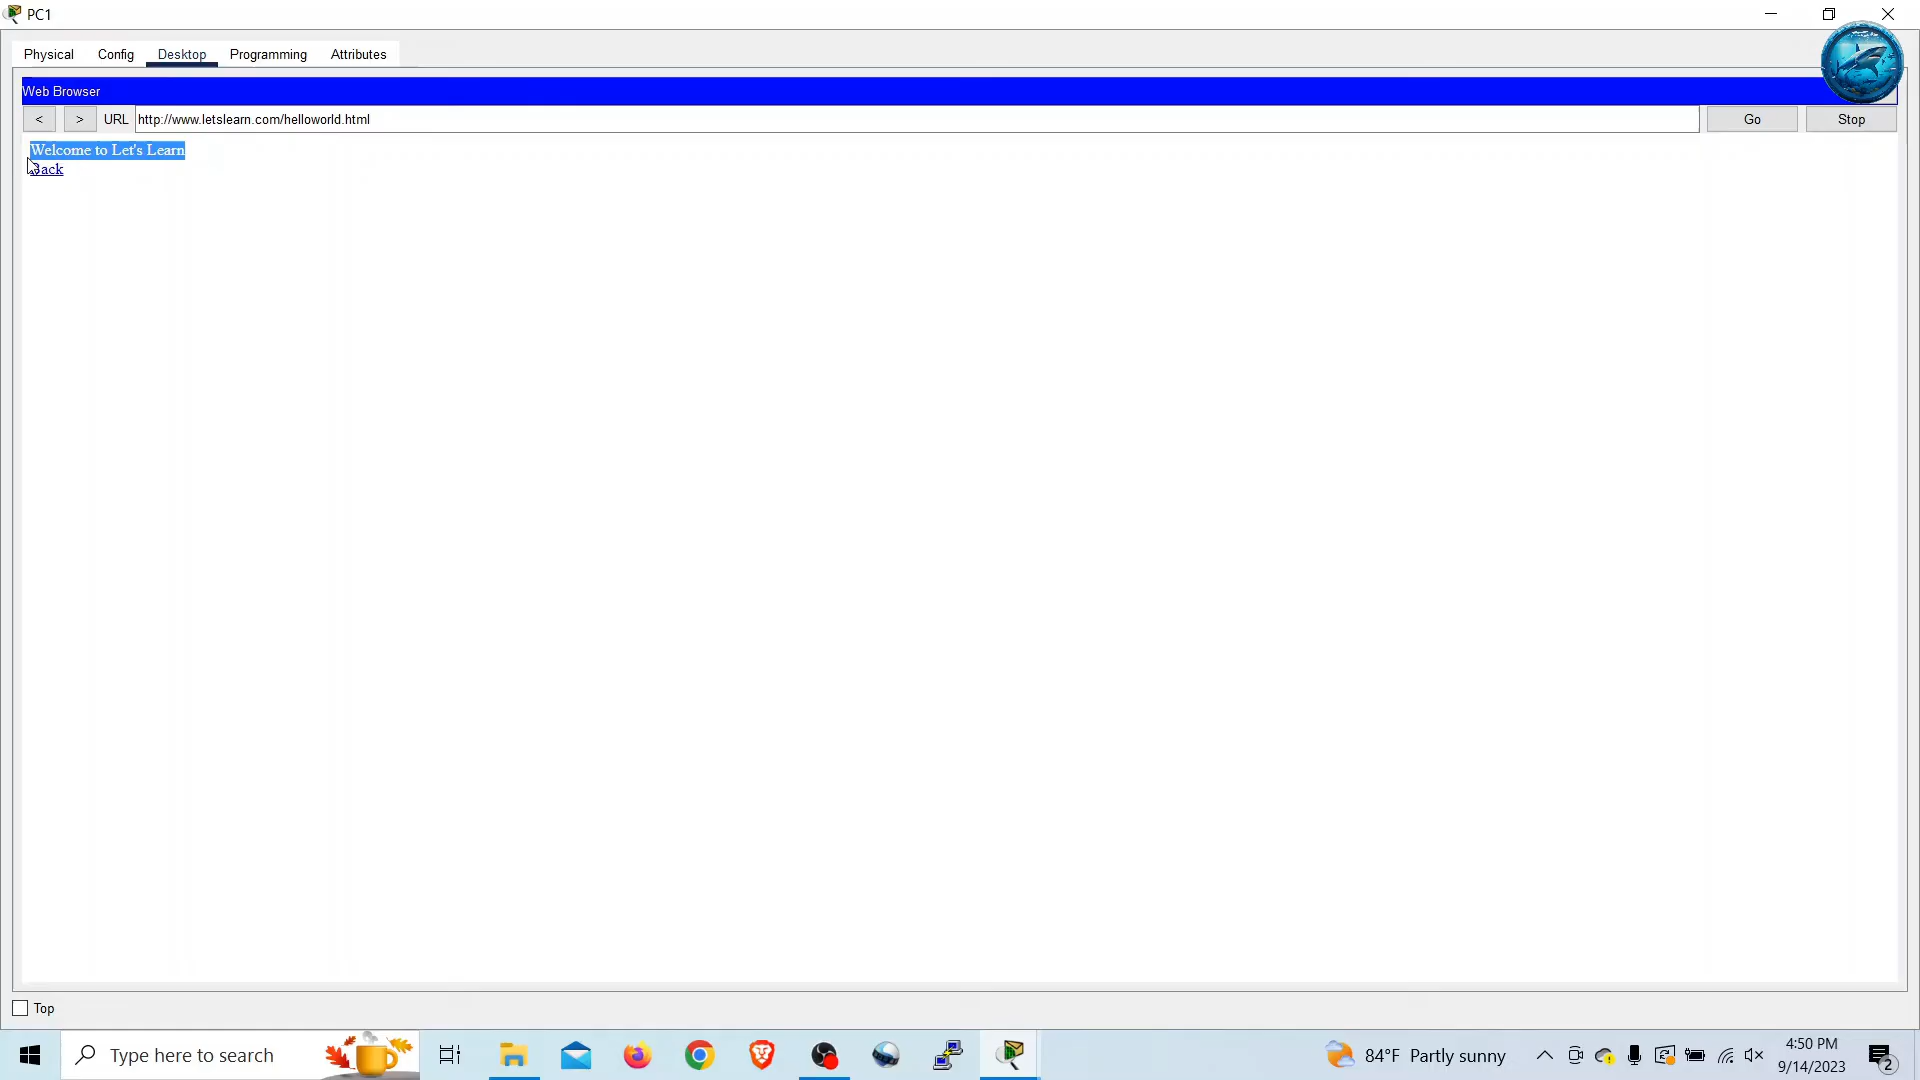 PC1
Physical Config Desktop Programming Attributes
Web Browser
< > URL http://www.letslearn.com/helloworld.html Go Stop
Welcome to Let's Learn
Back
Top
Type here to search
84°F Partly sunny
4:50 PM
9/14/2023
2